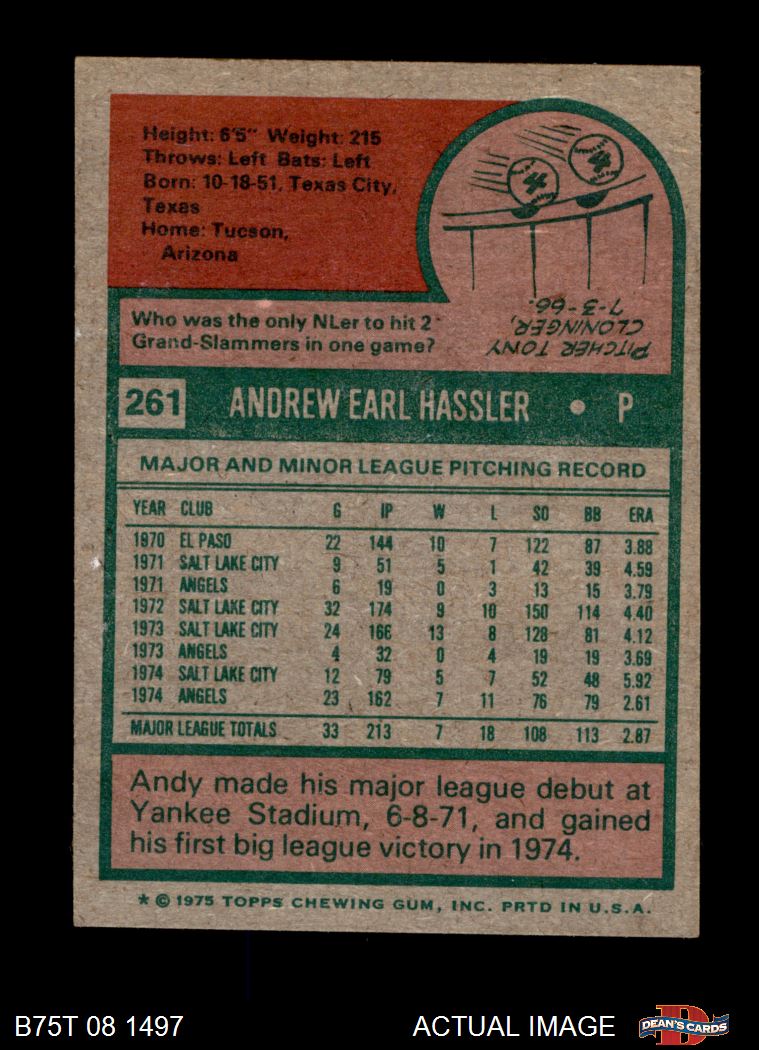 Height: 6'5" Weight: 215
Throws: Left Bats: Left
Born: 10-18-51, Texas City,
Texas
Home: Tucson,
Arizona
Who was the only NLer to hit 2
Grand-Slammers in one game?
PITCHER TONY
CLONINGER,
7-3-66.
261 ANDREW EARL HASSLER • P
MAJOR AND MINOR LEAGUE PITCHING RECORD
YEAR CLUB G IP W L SO BB ERA
1970 EL PASO 22 144 10 7 122 87 3.88
1971 SALT LAKE CITY 9 51 5 1 42 39 4.59
1971 ANGELS 6 19 0 3 13 15 3.79
1972 SALT LAKE CITY 32 174 9 10 150 114 4.40
1973 SALT LAKE CITY 24 166 13 8 128 81 4.12
1973 ANGELS 4 32 0 4 19 19 3.69
1974 SALT LAKE CITY 12 79 5 7 52 48 5.92
1974 ANGELS 23 162 7 11 76 79 2.61
MAJOR LEAGUE TOTALS 33 213 7 18 108 113 2.87
Andy made his major league debut at
Yankee Stadium, 6-8-71, and gained
his first big league victory in 1974.
* © 1975 TOPPS CHEWING GUM, INC. PRTD IN U.S.A.
B75T 08 1497 ACTUAL IMAGE DEAN'S CARDS